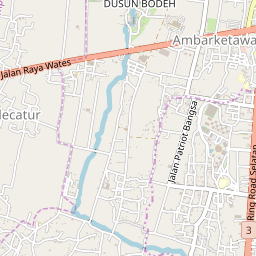 DUSUN BODEH
Ambarketawa
Jalan Raya Wates
lecatur
Jalan Patriot Bangsa
Ring Road Selatan
3